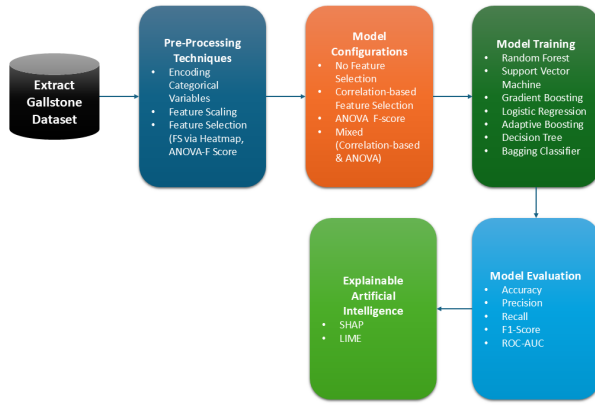 Extract
Gallstone
Dataset
Pre-Processing
Techniques
• Encoding
Categorical
Variables
• Feature Scaling
• Feature Selection
(FS via Heatmap,
ANOVA-F Score
Model
Configurations
• No Feature
Selection
• Correlation-based
Feature Selection
• ANOVA F-score
• Mixed
(Correlation-based
& ANOVA)
Model Training
• Random Forest
• Support Vector
Machine
• Gradient Boosting
• Logistic Regression
• Adaptive Boosting
• Decision Tree
• Bagging Classifier
Explainable
Artificial
Intelligence
• SHAP
• LIME
Model Evaluation
• Accuracy
• Precision
• Recall
• F1-Score
• ROC-AUC